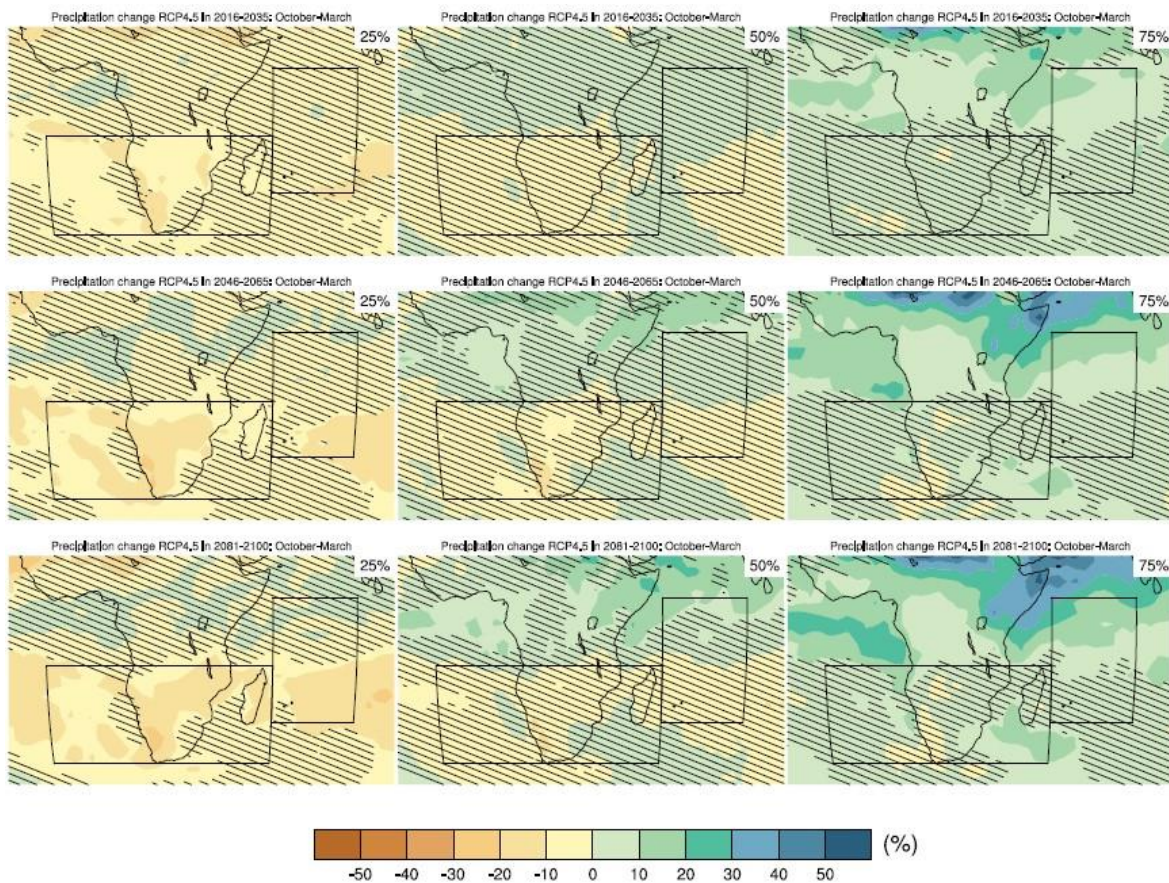 Precipitation change RCP4.5 in 2016-2035: October-March
25%
Precipitation change RCP4.5 in 2016-2035: October-March
50%
Precipitation change RCP4.5 in 2016-2035: October-March
75%
Precipitation change RCP4.5 in 2046-2065: October-March
25%
Precipitation change RCP4.5 in 2046-2065: October-March
50%
Precipitation change RCP4.5 in 2046-2065: October-March
75%
Precipitation change RCP4.5 in 2081-2100: October-March
25%
Precipitation change RCP4.5 in 2081-2100: October-March
50%
Precipitation change RCP4.5 in 2081-2100: October-March
75%
(%)
-50 -40 -30 -20 -10 0 10 20 30 40 50